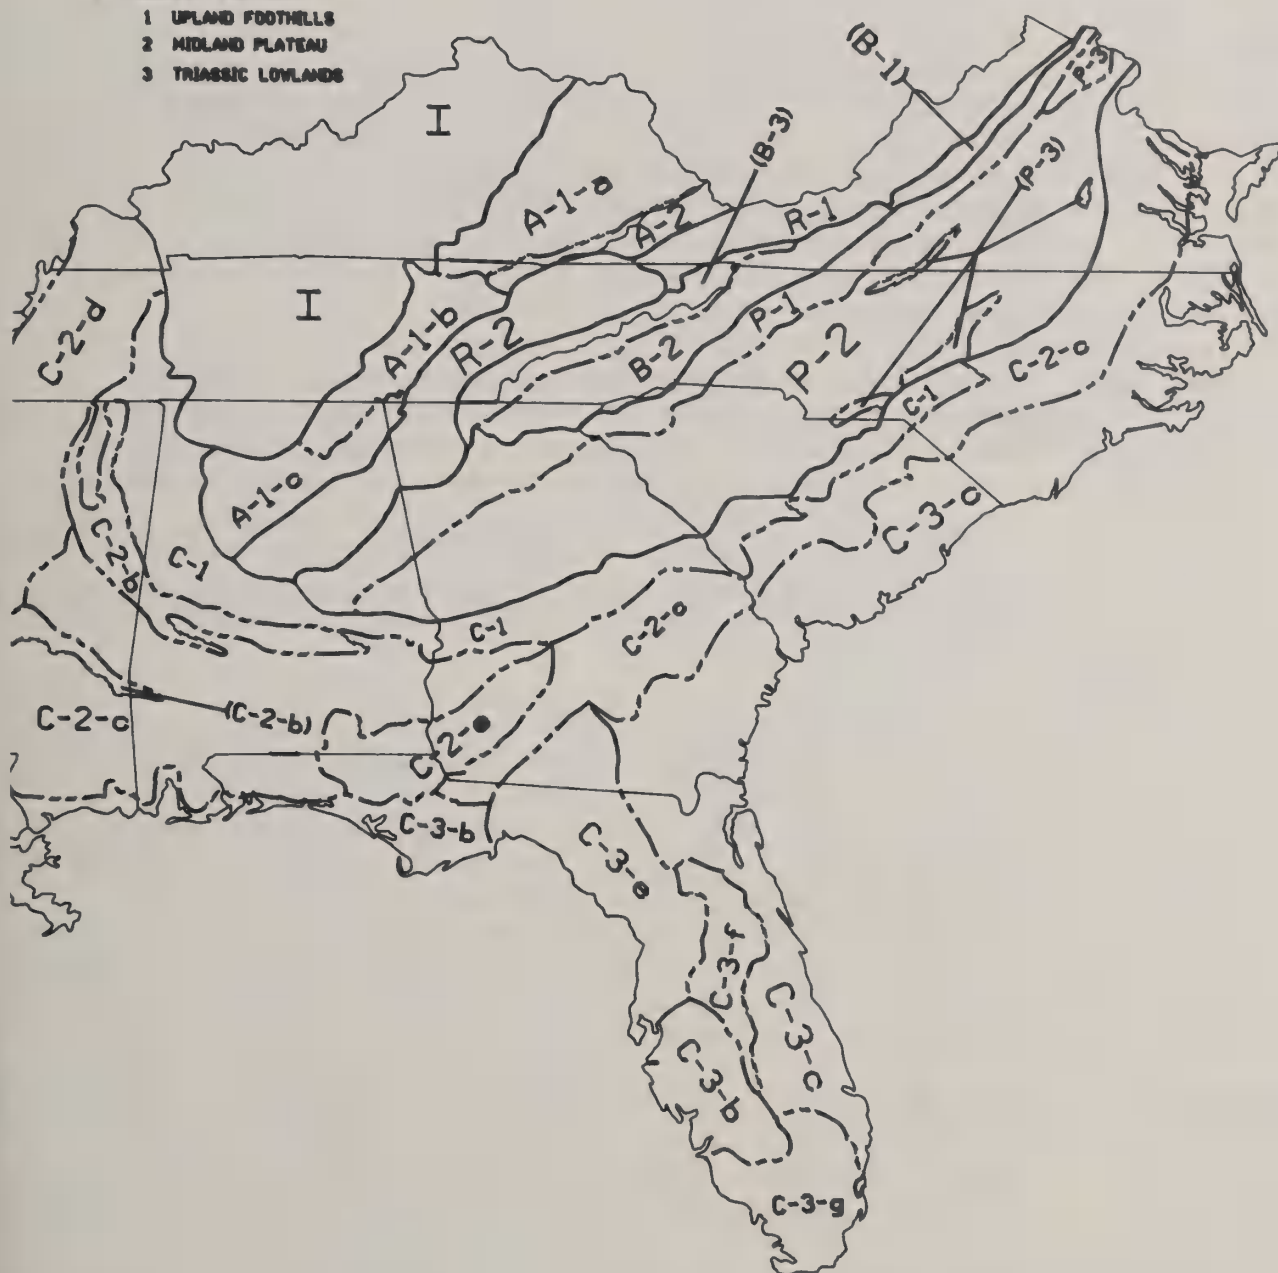 1 UPLAND FOOTHILLS
2 MIDLAND PLATEAU
3 TRIASSIC LOWLANDS
I
(B-1)
P-3
(B-3)
A-1-a
(P-3)
A-2
R-1
C-2-d
I
A-1-b
R-2
B-2
P-1
P-2
C-2-a
C-1
A-1-c
C-3-a
C-2-b
C-1
C-1
C-2-a
C-2-c
(C-2-b)
C-2-e
C-3-b
C-3-e
C-3-f
C-3-c
C-3-b
C-3-g